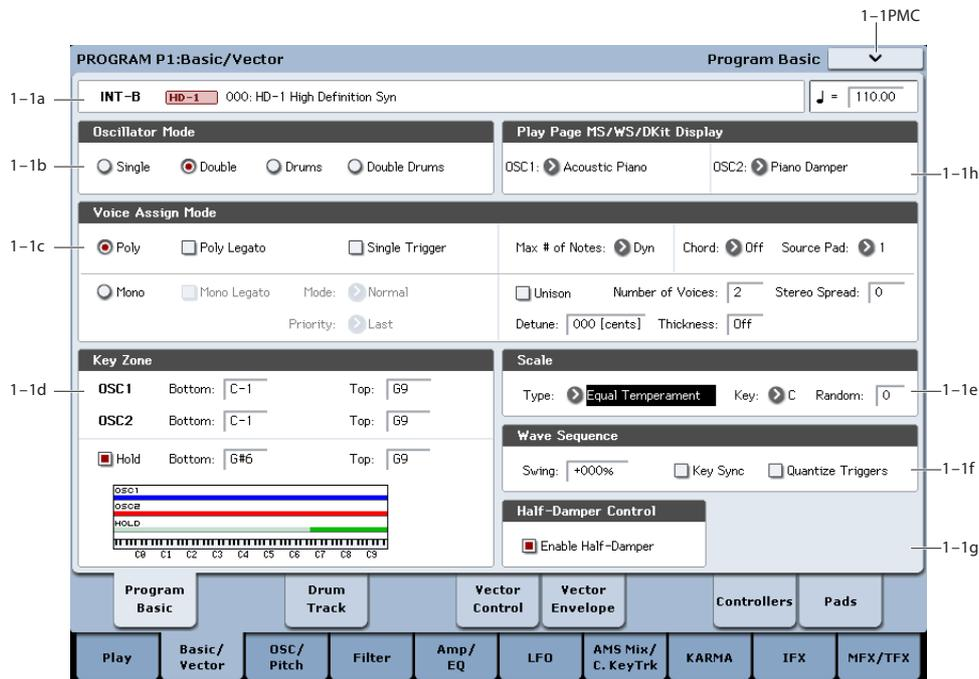 1–1PMC
PROGRAM P1:Basic/Vector Program Basic
1–1a INT-B HD-1 000: HD-1 High Definition Syn ♩ = 110.00
Oscillator Mode Play Page MS/WS/DKit Display
1–1b Single Double Drums Double Drums OSC1: Acoustic Piano OSC2: Piano Damper 1–1h
Voice Assign Mode
1–1c Poly Poly Legato Single Trigger Max # of Notes: Dyn Chord: Off Source Pad: 1
Mono Mono Legato Mode: Normal Unison Number of Voices: 2 Stereo Spread: 0
Priority: Last Detune: 000 [cents] Thickness: Off
Key Zone Scale
1–1d OSC1 Bottom: C-1 Top: G9 Type: Equal Temperament Key: C Random: 0 1–1e
OSC2 Bottom: C-1 Top: G9
Wave Sequence
Hold Bottom: G#6 Top: G9 Swing: +000% Key Sync Quantize Triggers 1–1f
OSC1
OSC2
HOLD
C0 C1 C2 C3 C4 C5 C6 C7 C8 C9
Half-Damper Control
Enable Half-Damper 1–1g
Program Basic Drum Track Vector Control Vector Envelope Controllers Pads
Play Basic/Vector OSC/Pitch Filter Amp/EQ LFO AMS Mix/C. KeyTrk KARMA IFX MFX/TFX